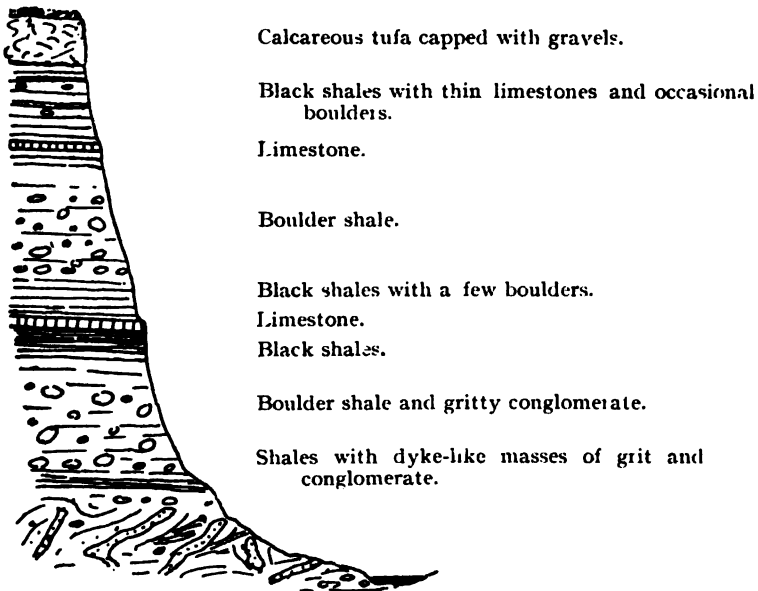 Calcareous tufa capped with gravels.
Black shales with thin limestones and occasional
boulders.
Limestone.
Boulder shale.
Black shales with a few boulders.
Limestone.
Black shales.
Boulder shale and gritty conglomerate.
Shales with dyke-like masses of grit and
conglomerate.